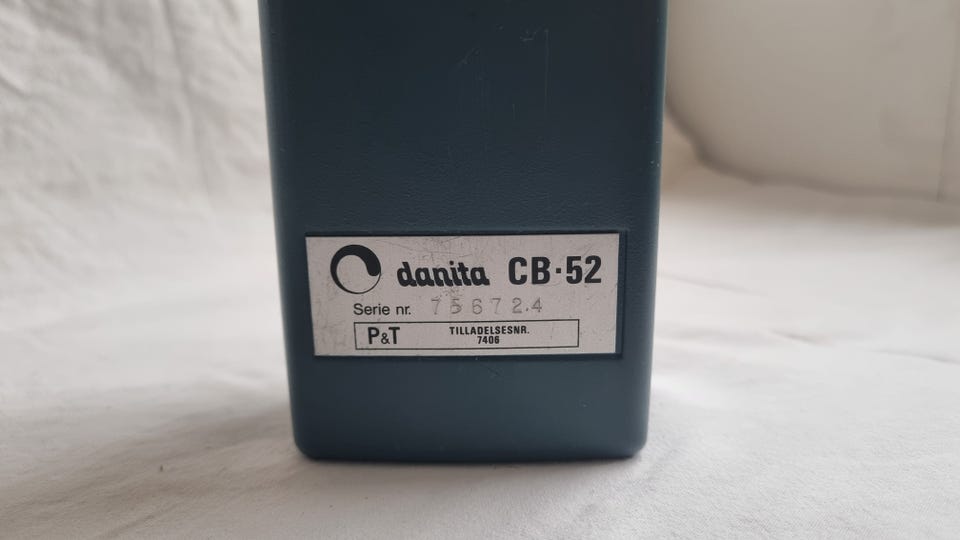 danita CB·52
Serie nr. 756724
P&T TILLADELSESNR.
7406